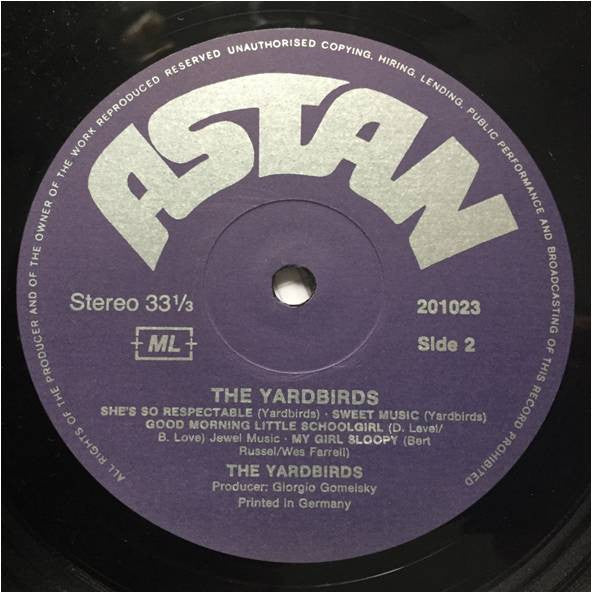 ALL RIGHTS OF THE PRODUCER AND OF THE OWNER OF THE WORK REPRODUCED RESERVED UNAUTHORISED COPYING, HIRING, LENDING, PUBLIC PERFORMANCE AND BROADCASTING OF THIS RECORD PROHIBITED
ASTAN
Stereo 33⅓
201023
ML
Side 2
THE YARDBIRDS
SHE'S SO RESPECTABLE (Yardbirds) · SWEET MUSIC (Yardbirds)
GOOD MORNING LITTLE SCHOOLGIRL (D. Level/
B. Love) Jewel Music · MY GIRL SLOOPY (Bert
Russel/Wes Farrell)
THE YARDBIRDS
Producer: Giorgio Gomelsky
Printed in Germany